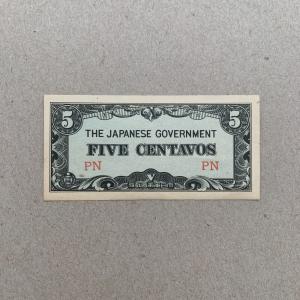 5 5
THE JAPANESE GOVERNMENT
FIVE CENTAVOS
PN PN